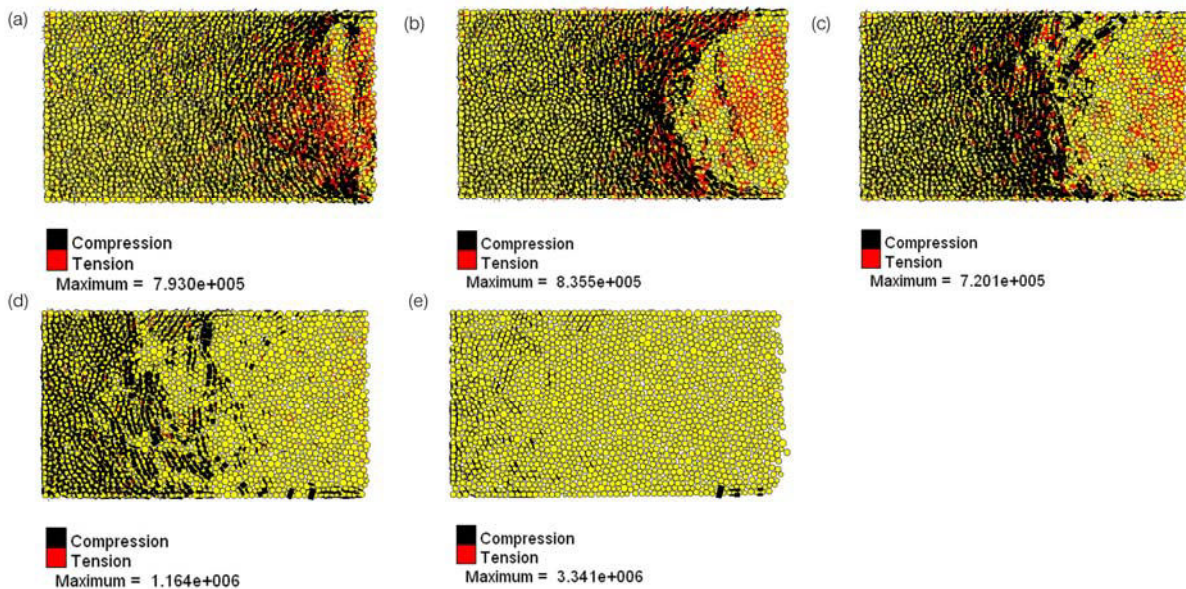 (a)
Compression
Tension
Maximum = 7.930e+005
(b)
Compression
Tension
Maximum = 8.355e+005
(c)
Compression
Tension
Maximum = 7.201e+005
(d)
Compression
Tension
Maximum = 1.164e+006
(e)
Compression
Tension
Maximum = 3.341e+006